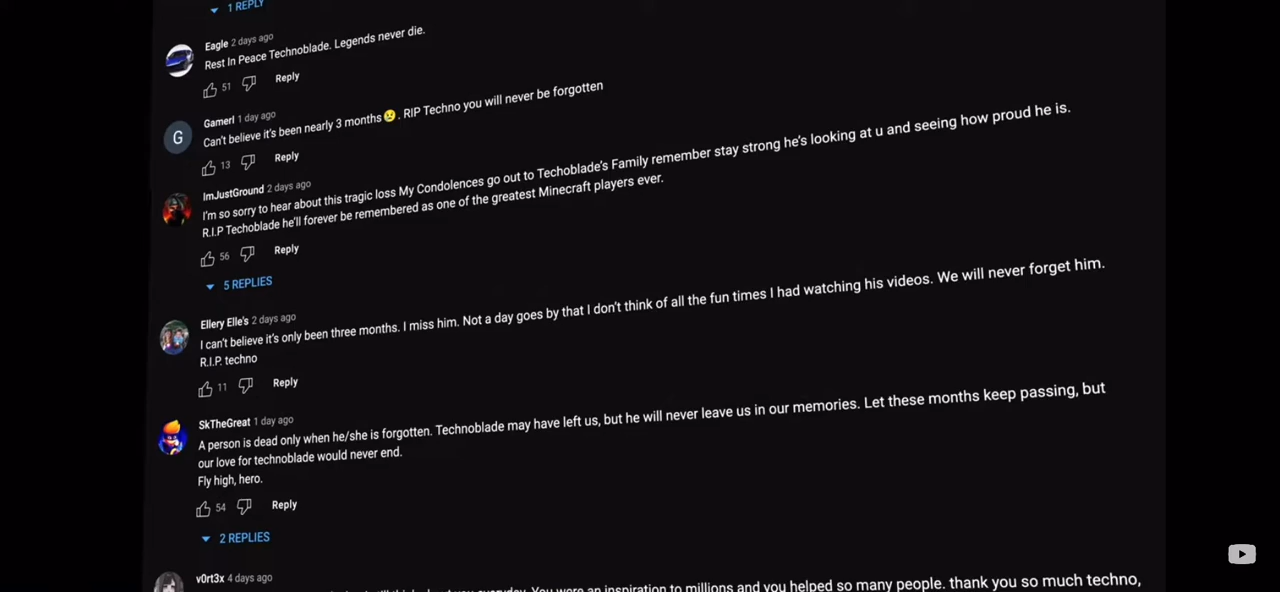 1 REPLY
Eagle 2 days ago
Rest In Peace Technoblade. Legends never die.
51 Reply
Gamerl 1 day ago
Can't believe it's been nearly 3 months😢. RIP Techno you will never be forgotten
13 Reply
ImJustGround 2 days ago
I'm so sorry to hear about this tragic loss My Condolences go out to Techoblade's Family remember stay strong he's looking at u and seeing how proud he is.
R.I.P Techoblade he'll forever be remembered as one of the greatest Minecraft players ever.
56 Reply
5 REPLIES
Ellery Elle's 2 days ago
I can't believe it's only been three months. I miss him. Not a day goes by that I don't think of all the fun times I had watching his videos. We will never forget him.
R.I.P. techno
11 Reply
SkTheGreat 1 day ago
A person is dead only when he/she is forgotten. Technoblade may have left us, but he will never leave us in our memories. Let these months keep passing, but
our love for technoblade would never end.
Fly high, hero.
54 Reply
2 REPLIES
v0rt3x 4 days ago
You were an inspiration to millions and you helped so many people. thank you so much techno,